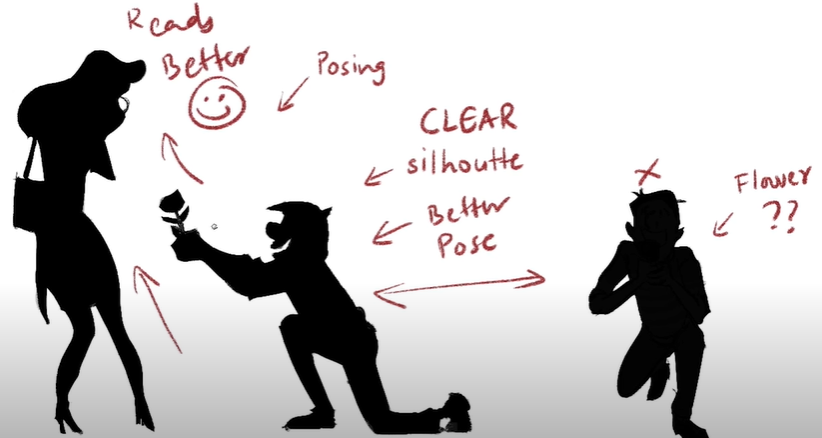 Reads
Better
Posing
CLEAR
silhoutte
Better
Pose
X
Flower
??